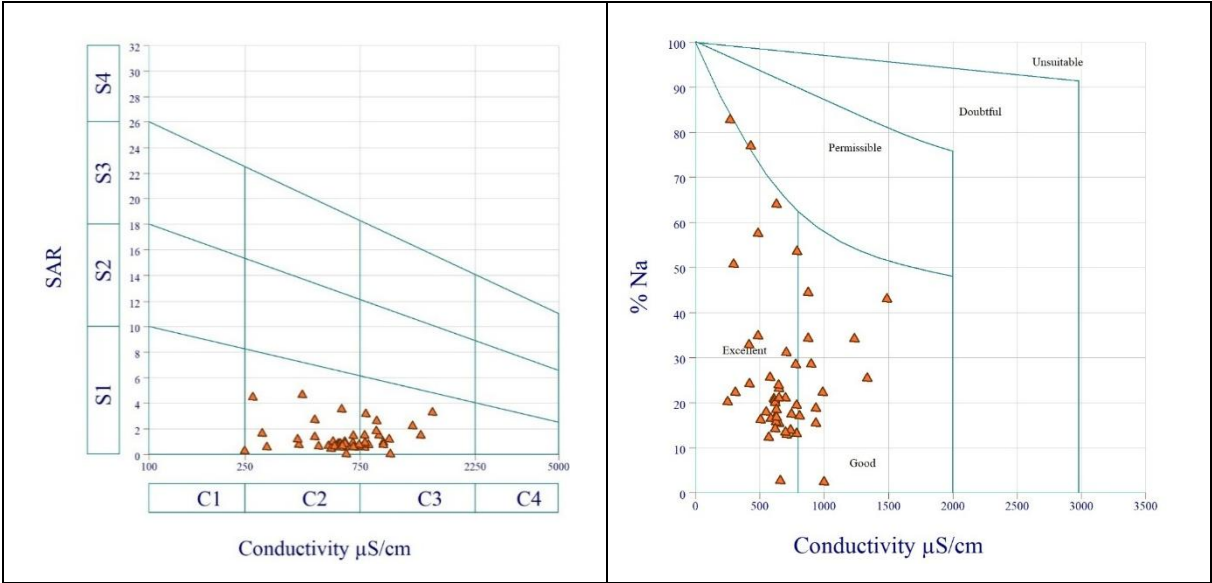 SAR
S4
S3
S2
S1
32
30
28
26
24
22
20
18
16
14
12
10
8
6
4
2
0
100
250
750
2250
5000
C1
C2
C3
C4
Conductivity µS/cm
% Na
100
90
80
70
60
50
40
30
20
10
0
Unsuitable
Doubtful
Permissible
Excellent
Good
0
500
1000
1500
2000
2500
3000
3500
Conductivity µS/cm